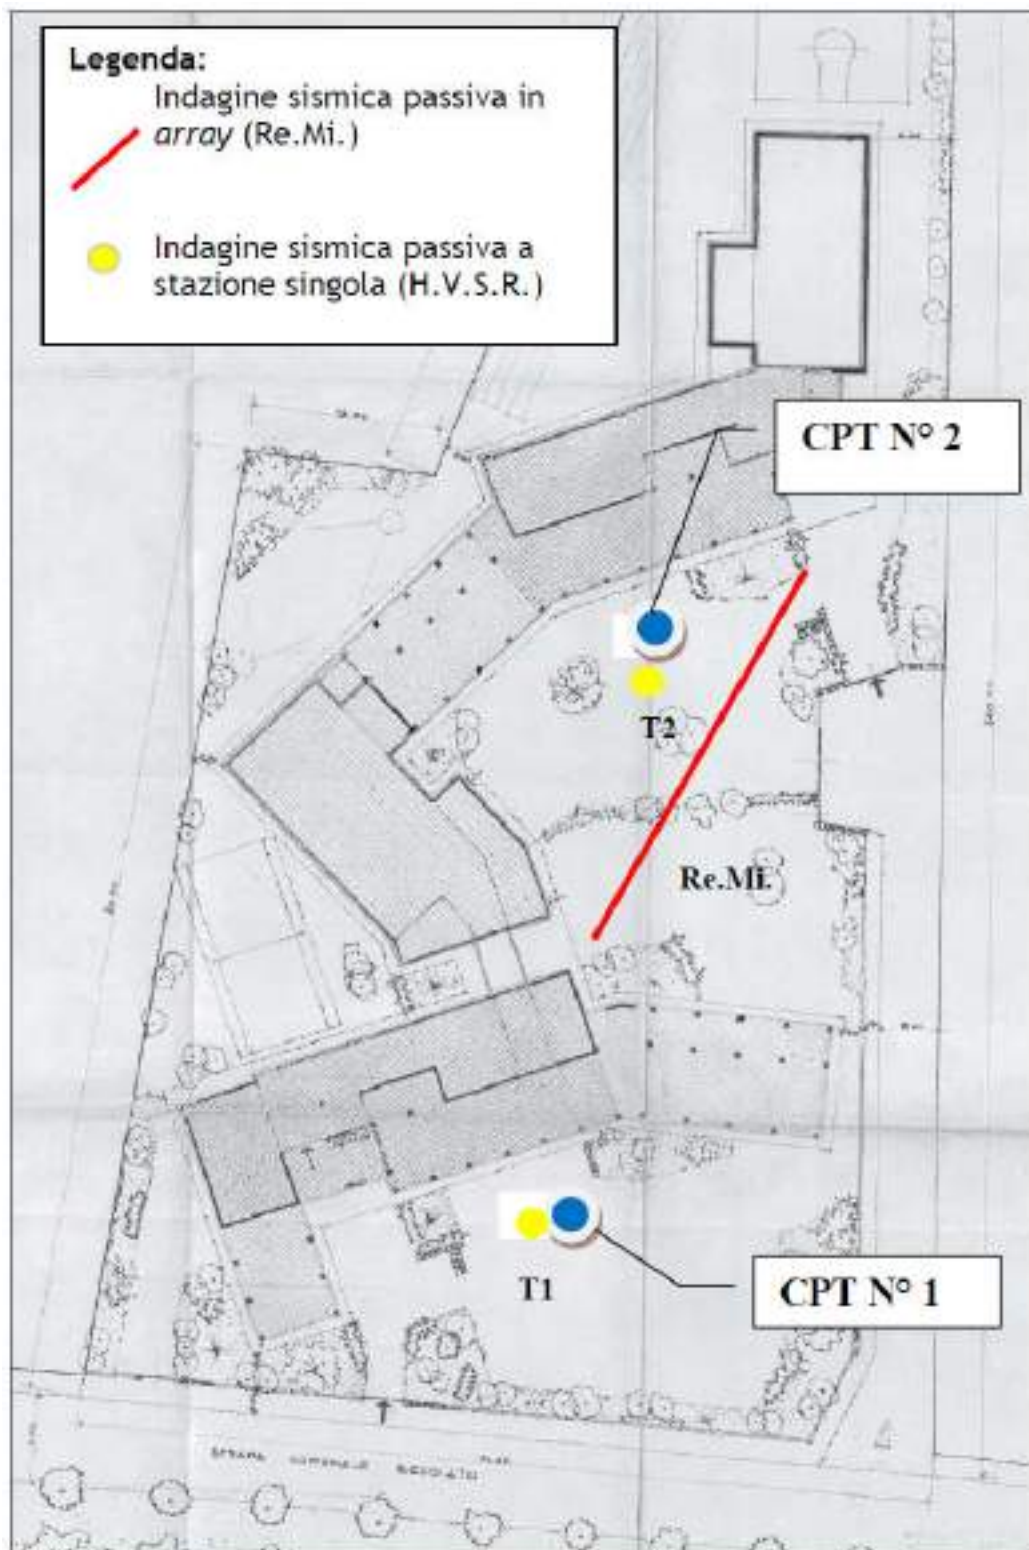 Legenda:
Indagine sismica passiva in
array (Re.Mi.)
Indagine sismica passiva a
stazione singola (H.V.S.R.)
CPT N° 2
T2
Re.Mi.
T1
CPT N° 1